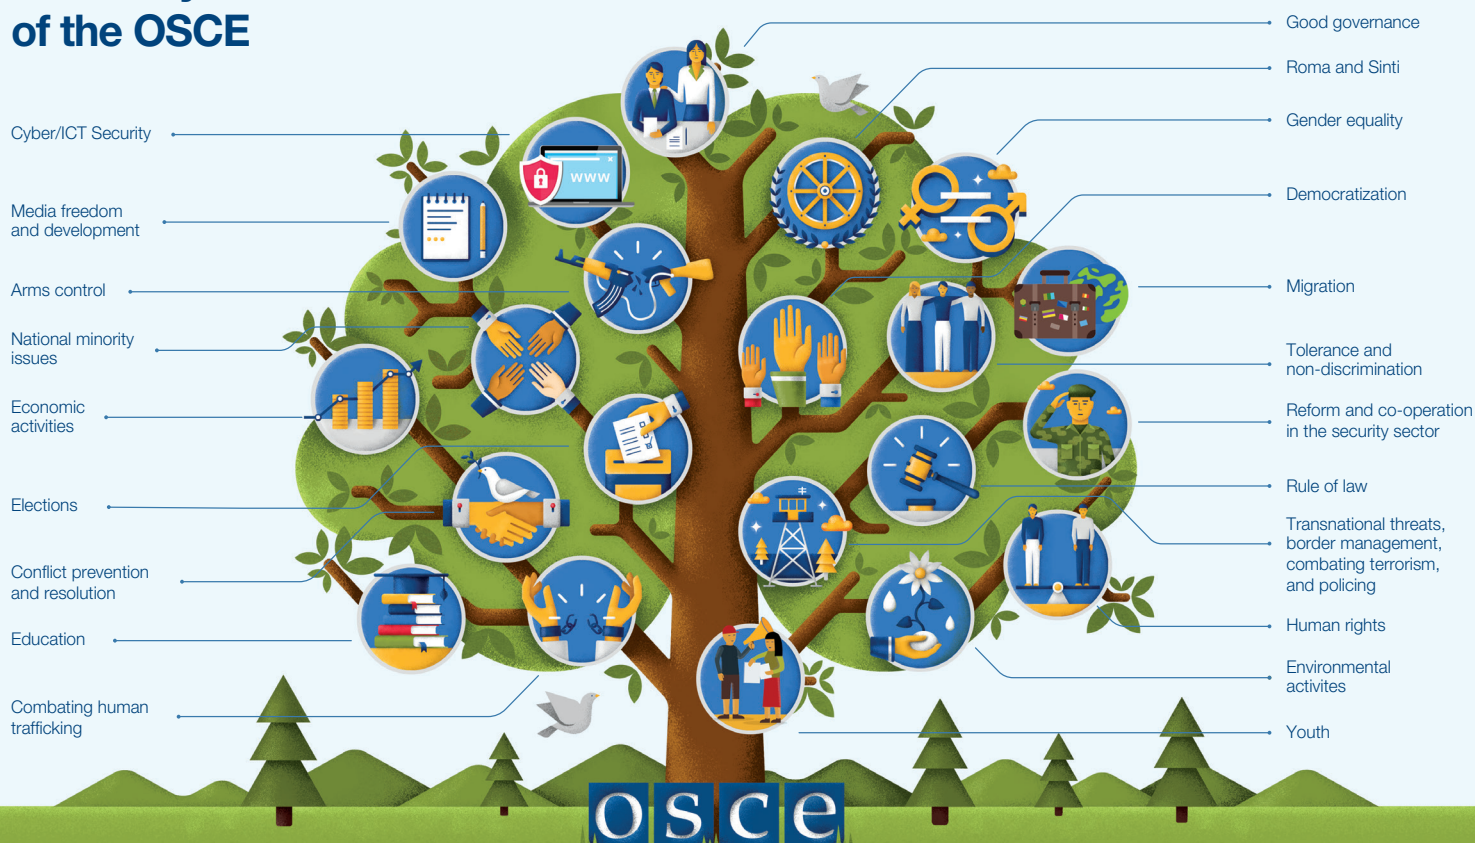 of the OSCE
Cyber/ICT Security
Media freedom
and development
Arms control
National minority
issues
Economic
activities
Elections
Conflict prevention
and resolution
Education
Combating human
trafficking
Good governance
Roma and Sinti
Gender equality
Democratization
Migration
Tolerance and
non-discrimination
Reform and co-operation
in the security sector
Rule of law
Transnational threats,
border management,
combating terrorism,
and policing
Human rights
Environmental
activites
Youth
www
osce